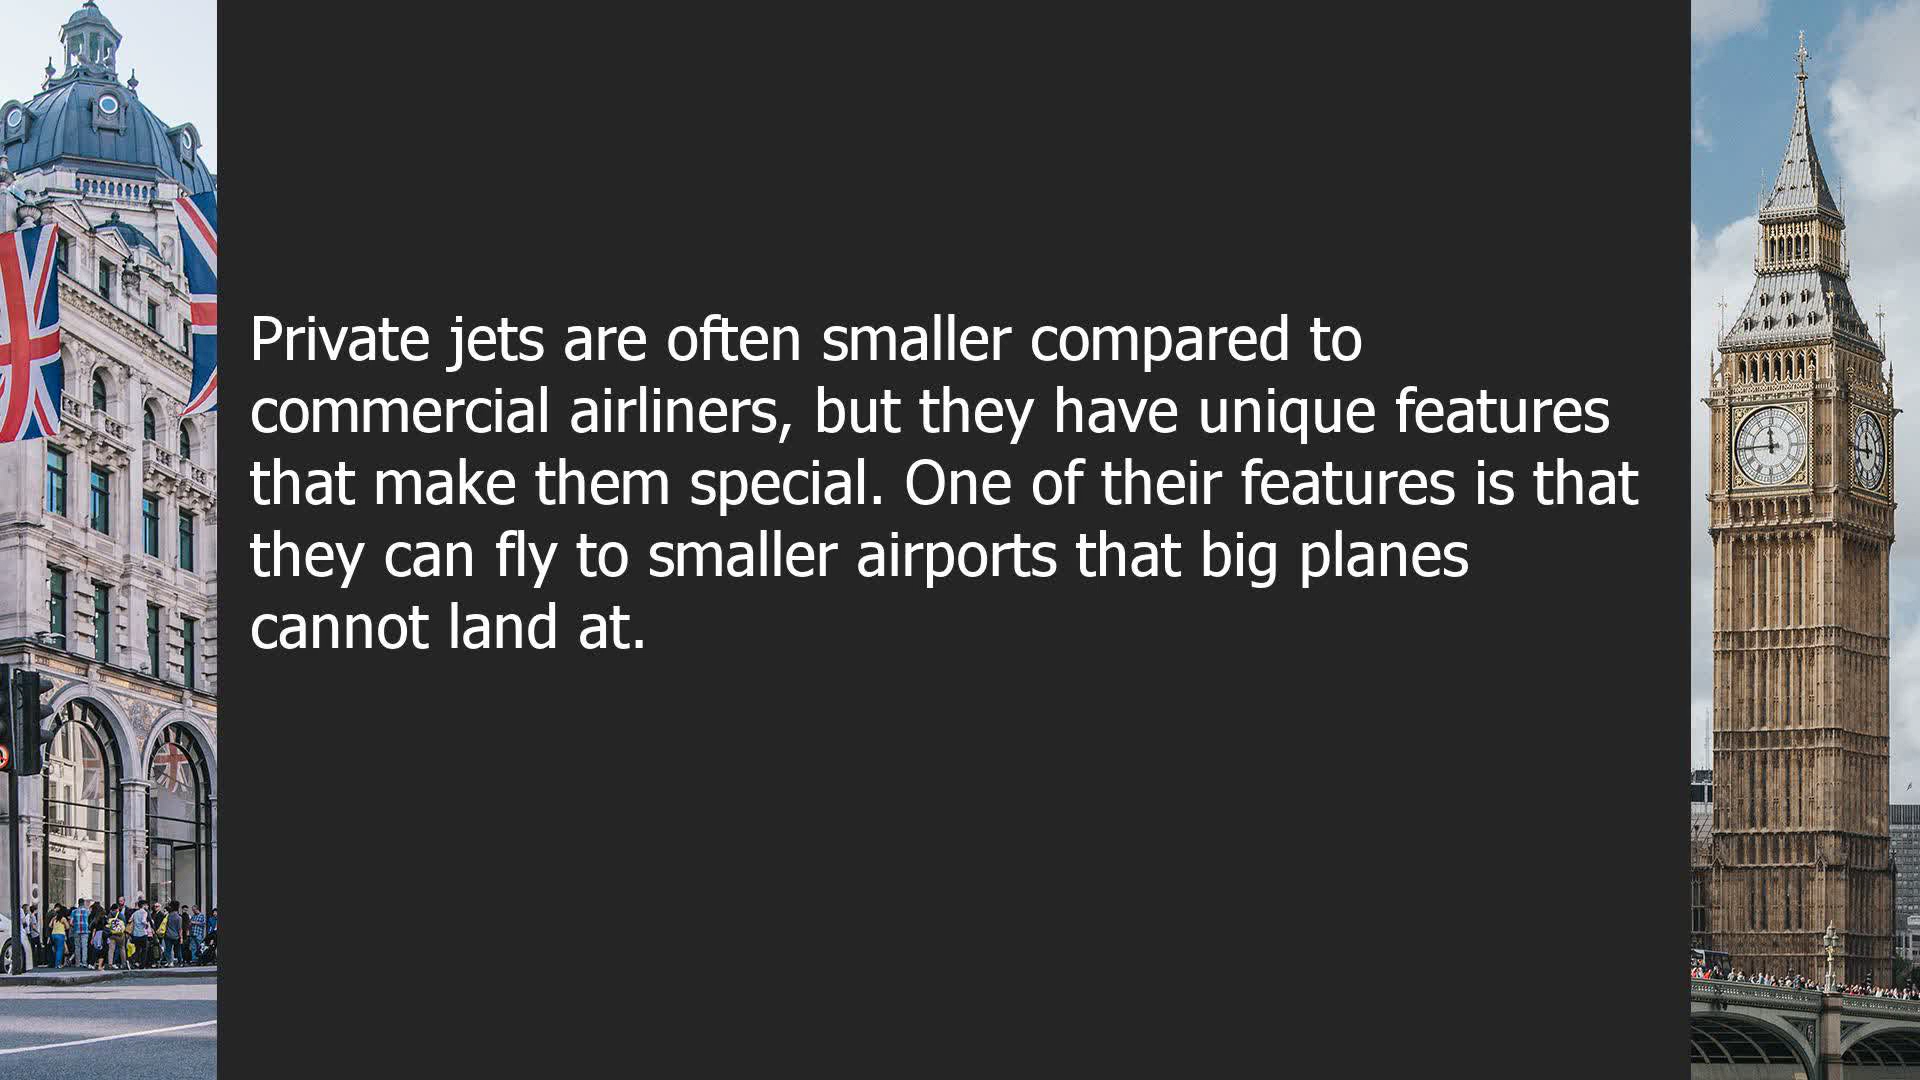 Private jets are often smaller compared to
commercial airliners, but they have unique features
that make them special. One of their features is that
they can fly to smaller airports that big planes
cannot land at.